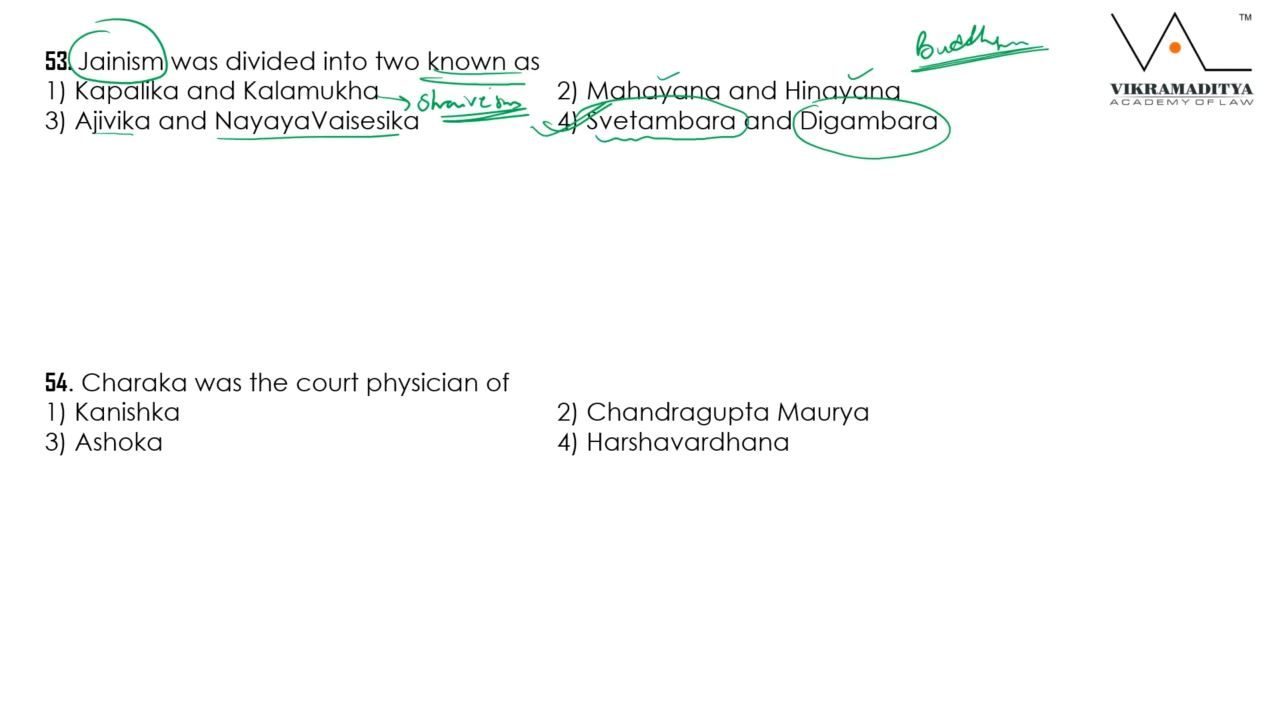 Buddhism
TM
VIKRAMADITYA
ACADEMY OF LAW
53. Jainism was divided into two known as
1) Kapalika and Kalamukha 2) Mahayana and Hinayana
Shaivism
3) Ajivika and NayayaVaisesika 4) Svetambara and Digambara
54. Charaka was the court physician of
1) Kanishka 2) Chandragupta Maurya
3) Ashoka 4) Harshavardhana